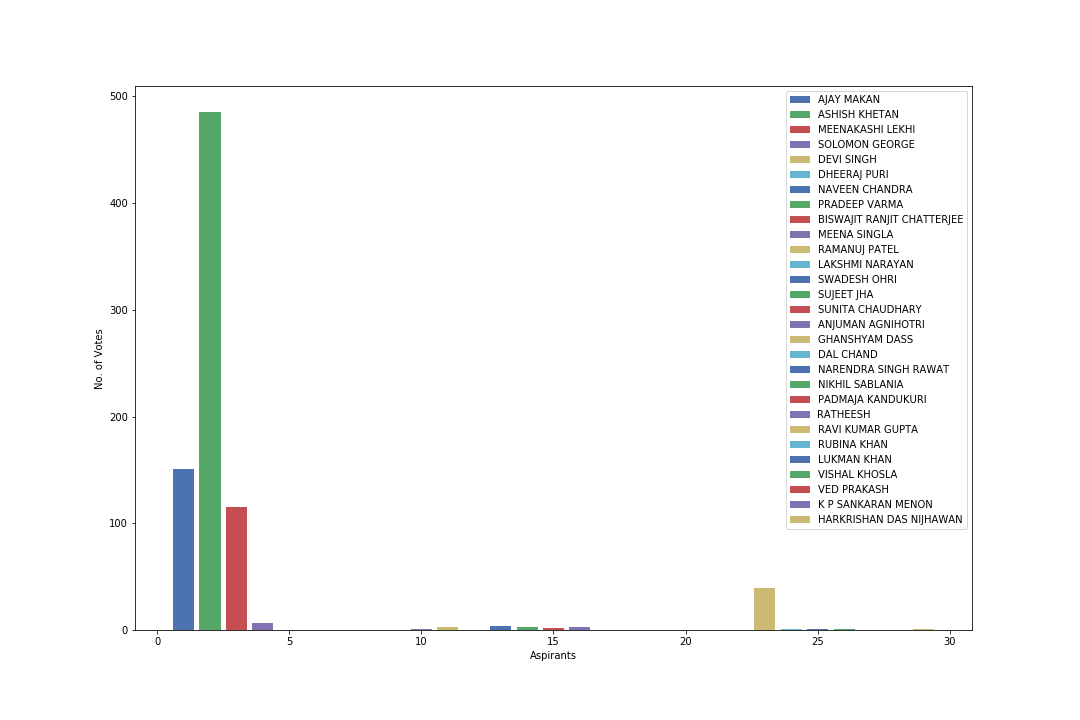 500
400
300
200
100
0
No. of Votes
0 5 10 15 20 25 30
Aspirants
AJAY MAKAN
ASHISH KHETAN
MEENAKASHI LEKHI
SOLOMON GEORGE
DEVI SINGH
DHEERAJ PURI
NAVEEN CHANDRA
PRADEEP VARMA
BISWAJIT RANJIT CHATTERJEE
MEENA SINGLA
RAMANUJ PATEL
LAKSHMI NARAYAN
SWADESH OHRI
SUJEET JHA
SUNITA CHAUDHARY
ANJUMAN AGNIHOTRI
GHANSHYAM DASS
DAL CHAND
NARENDRA SINGH RAWAT
NIKHIL SABLANIA
PADMAJA KANDUKURI
RATHEESH
RAVI KUMAR GUPTA
RUBINA KHAN
LUKMAN KHAN
VISHAL KHOSLA
VED PRAKASH
K P SANKARAN MENON
HARKRISHAN DAS NIJHAWAN